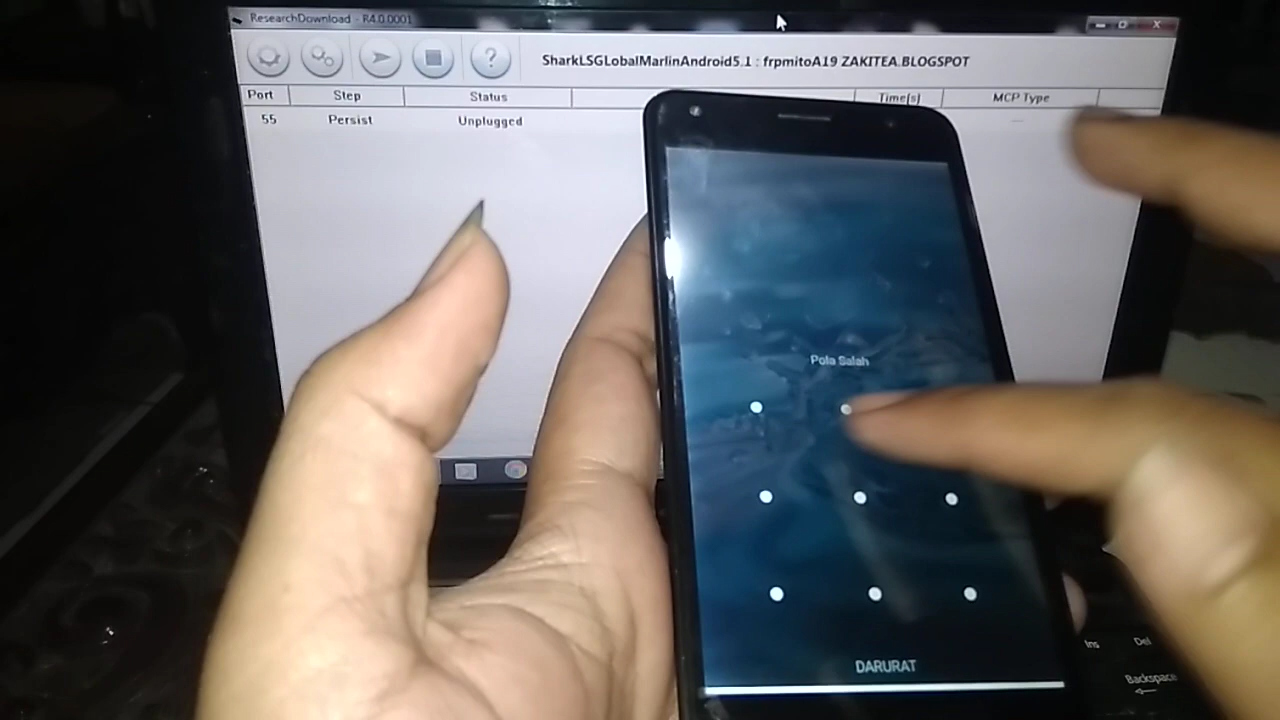 ResearchDownload - R4.0.0001
SharkLSGLobalMarlinAndroid5.1 : frpmitoA19 ZAKITEA.BLOGSPOT
Port Step Status Time(s) MCP Type
55 Persist Unplugged
Pola Salah
DARURAT
Ins Del
Backspace